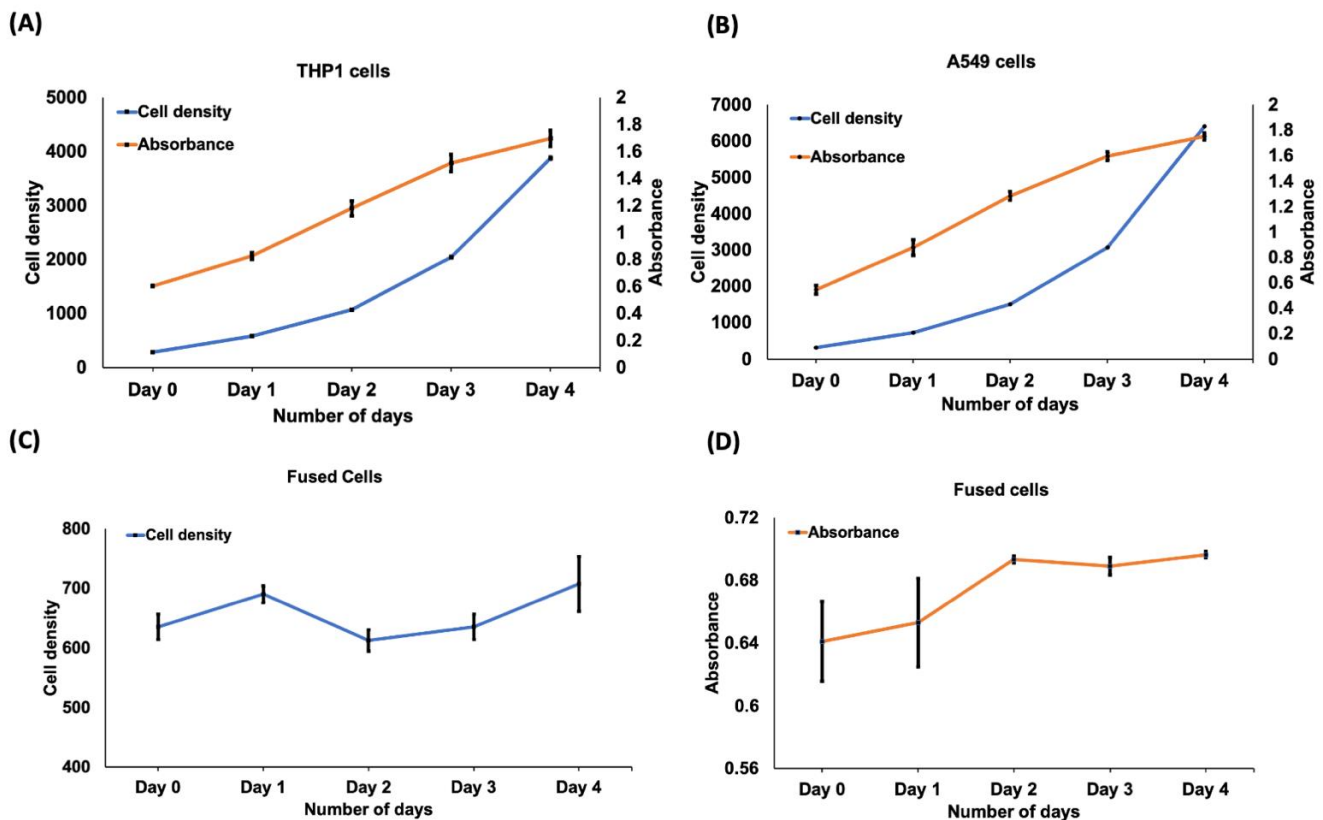 (A)
THP1 cells
Cell density
Absorbance
5000
4000
3000
2000
1000
0
Cell density
2
1.8
1.6
1.4
1.2
1
0.8
0.6
0.4
0.2
0
Absorbance
Day 0 Day 1 Day 2 Day 3 Day 4
Number of days
(B)
A549 cells
Cell density
Absorbance
7000
6000
5000
4000
3000
2000
1000
0
Cell density
2
1.8
1.6
1.4
1.2
1
0.8
0.6
0.4
0.2
0
Absorbance
Day 0 Day 1 Day 2 Day 3 Day 4
Number of days
(C)
Fused Cells
Cell density
800
700
600
500
400
Cell density
Day 0 Day 1 Day 2 Day 3 Day 4
Number of days
(D)
Fused cells
Absorbance
0.72
0.68
0.64
0.6
0.56
Absorbance
Day 0 Day 1 Day 2 Day 3 Day 4
Number of days